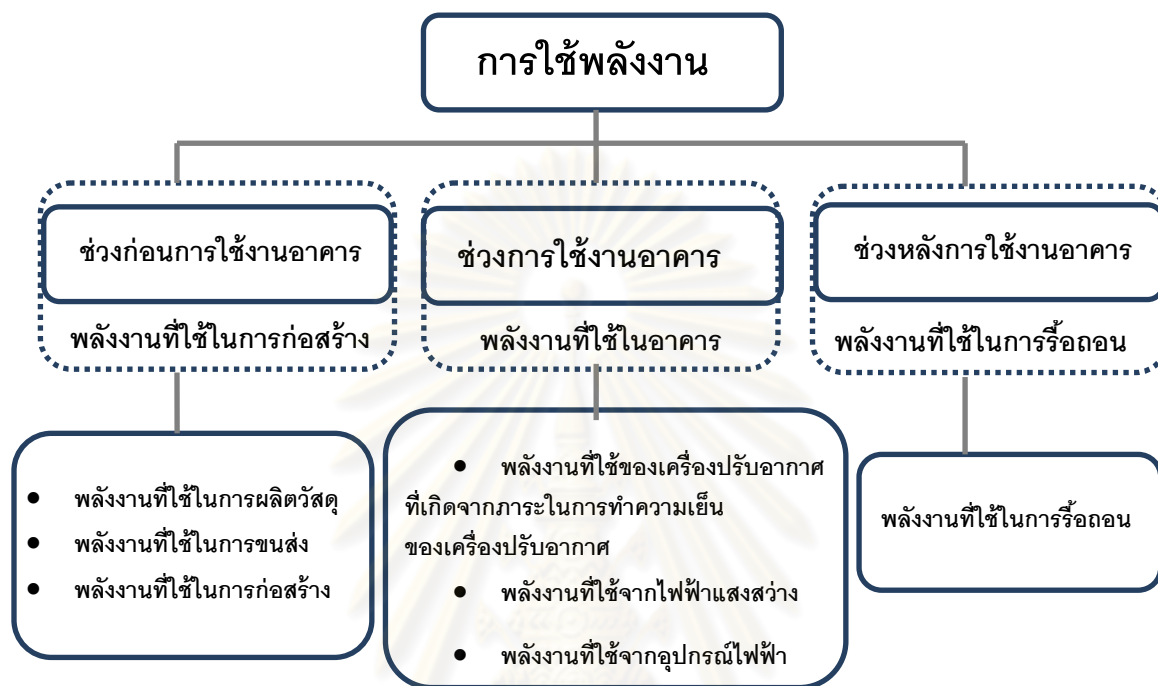 การใช้พลังงาน
ช่วงก่อนการใช้งานอาคาร
พลังงานที่ใช้ในการก่อสร้าง
ช่วงการใช้งานอาคาร
พลังงานที่ใช้ในอาคาร
ช่วงหลังการใช้งานอาคาร
พลังงานที่ใช้ในการรื้อถอน
• พลังงานที่ใช้ในการผลิตวัสดุ
• พลังงานที่ใช้ในการขนส่ง
• พลังงานที่ใช้ในการก่อสร้าง
• พลังงานที่ใช้ของเครื่องปรับอากาศ
ที่เกิดจากภาระในการทำความเย็น
ของเครื่องปรับอากาศ
• พลังงานที่ใช้จากไฟฟ้าแสงสว่าง
• พลังงานที่ใช้จากอุปกรณ์ไฟฟ้า
พลังงานที่ใช้ในการรื้อถอน